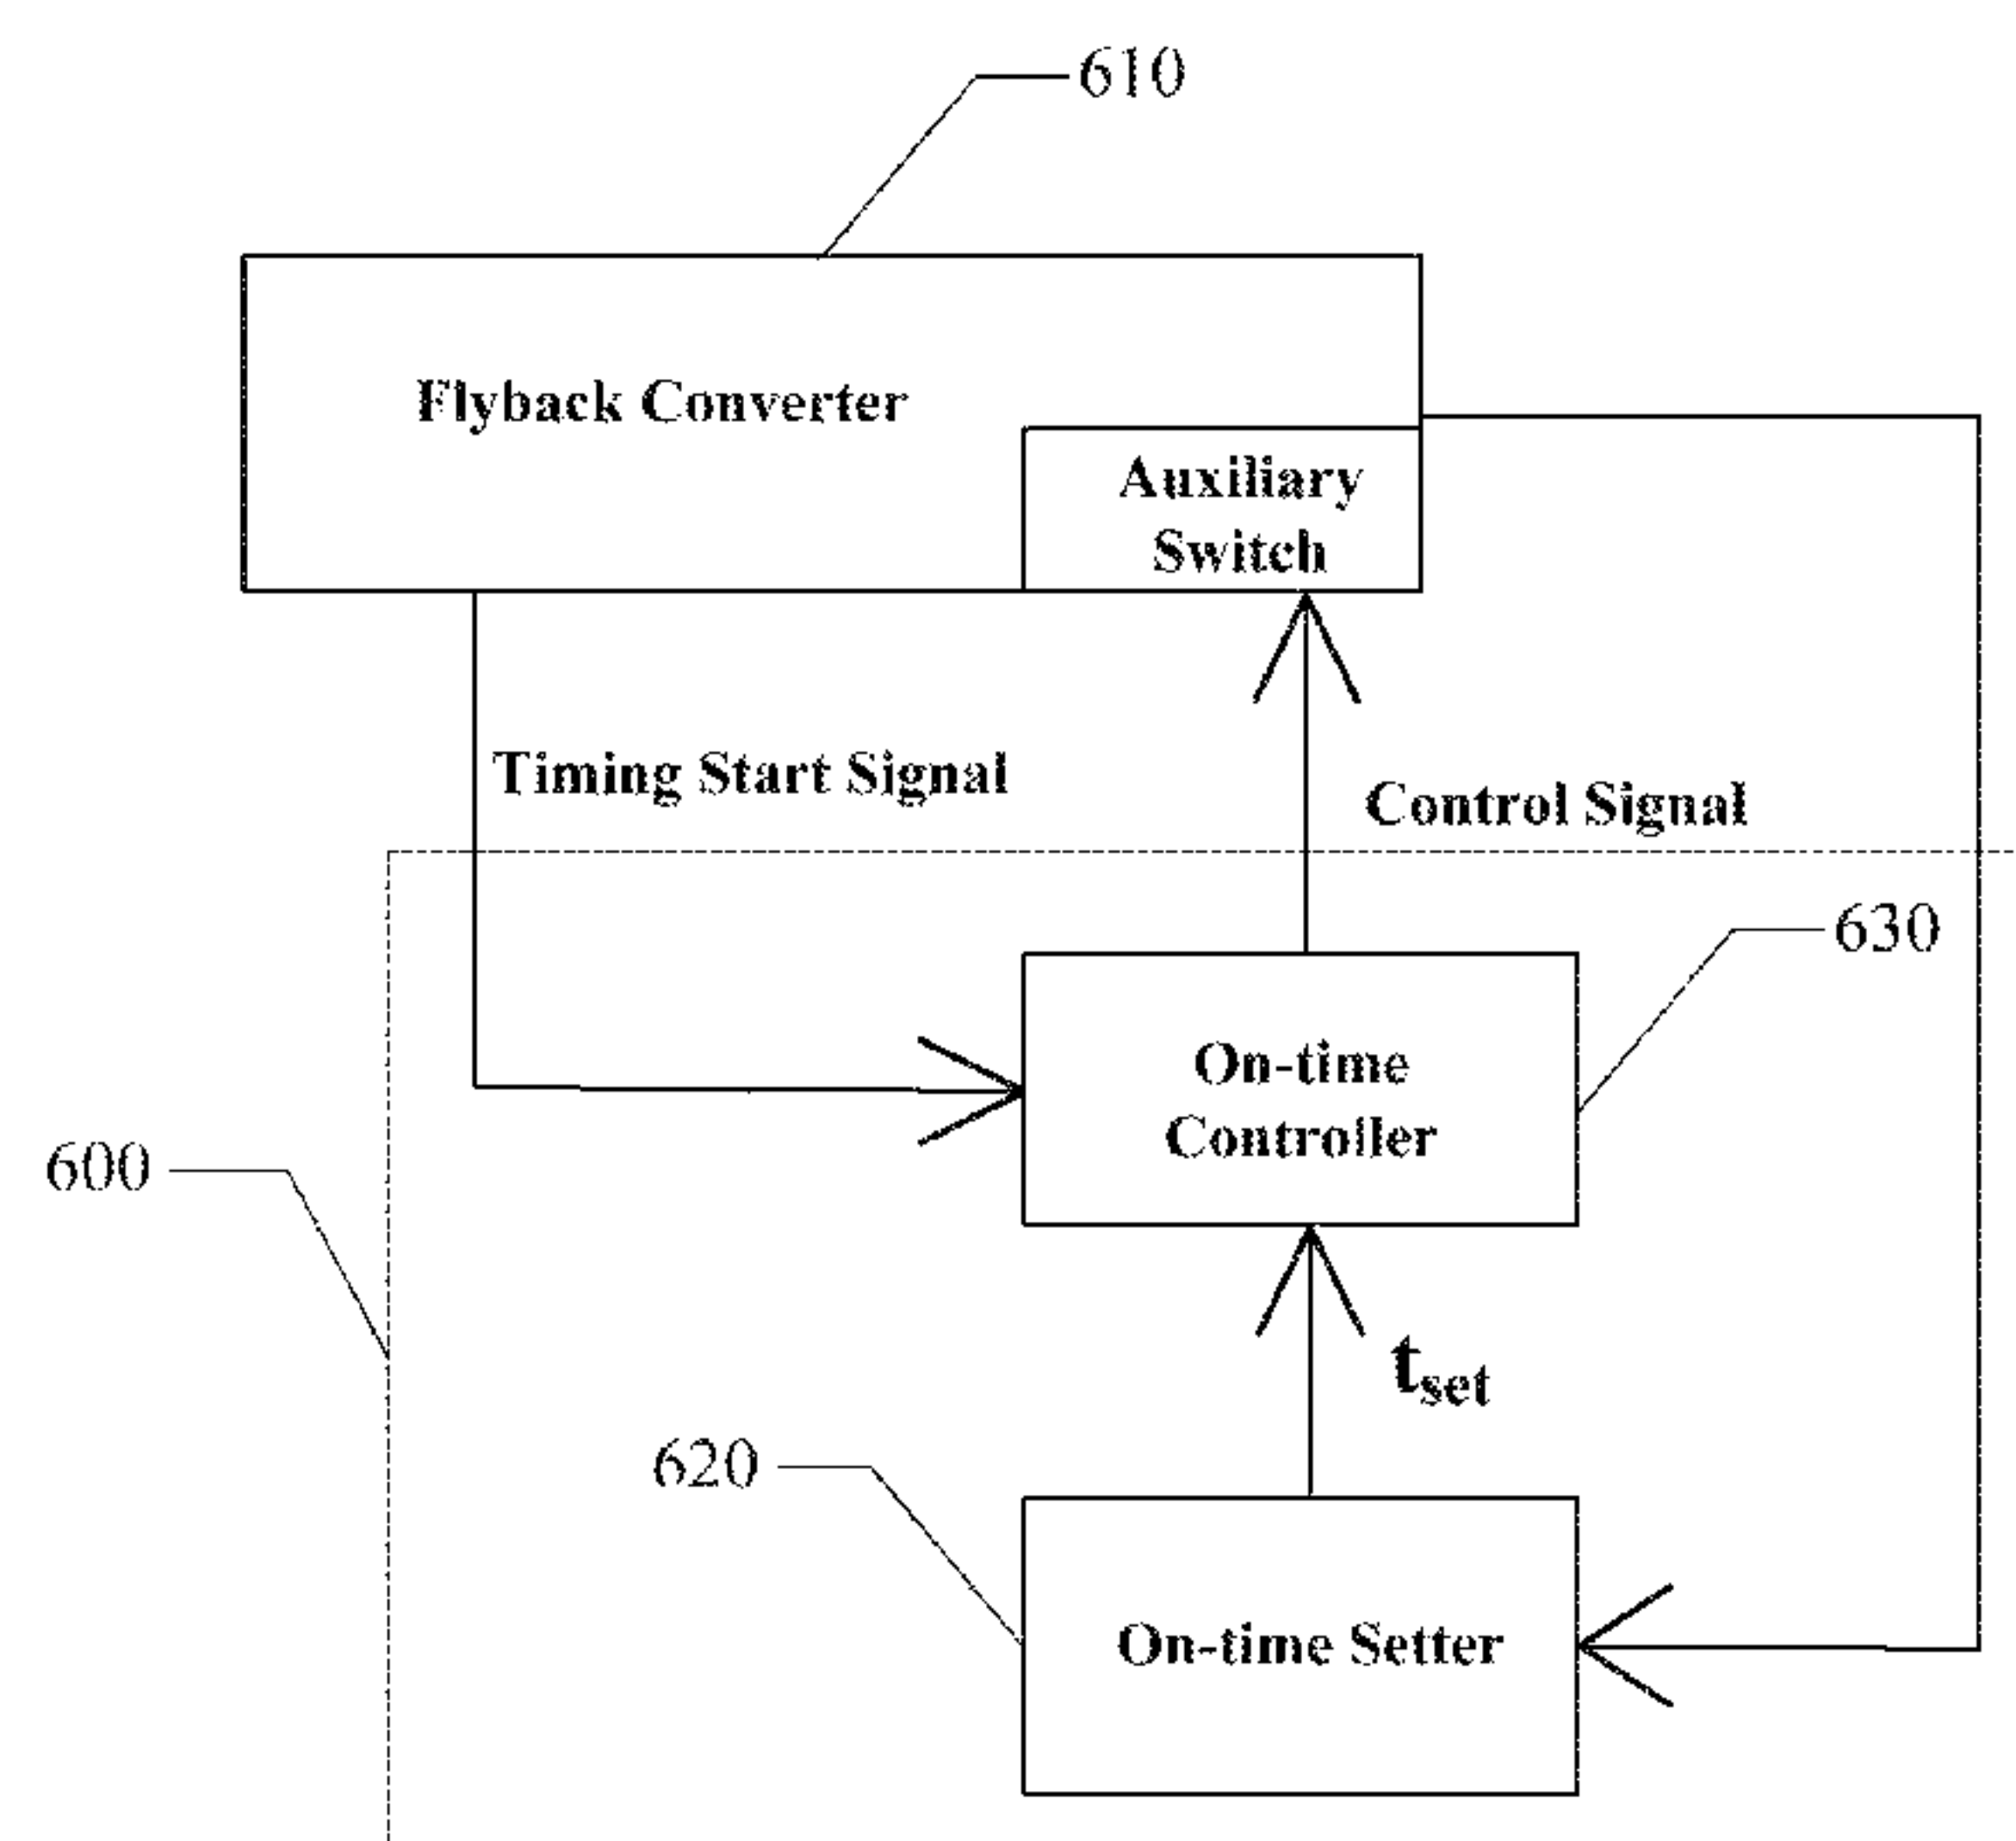 610
Flyback Converter
Auxiliary
Switch
Timing Start Signal
Control Signal
630
On-time
Controller
600
tset
620
On-time Setter